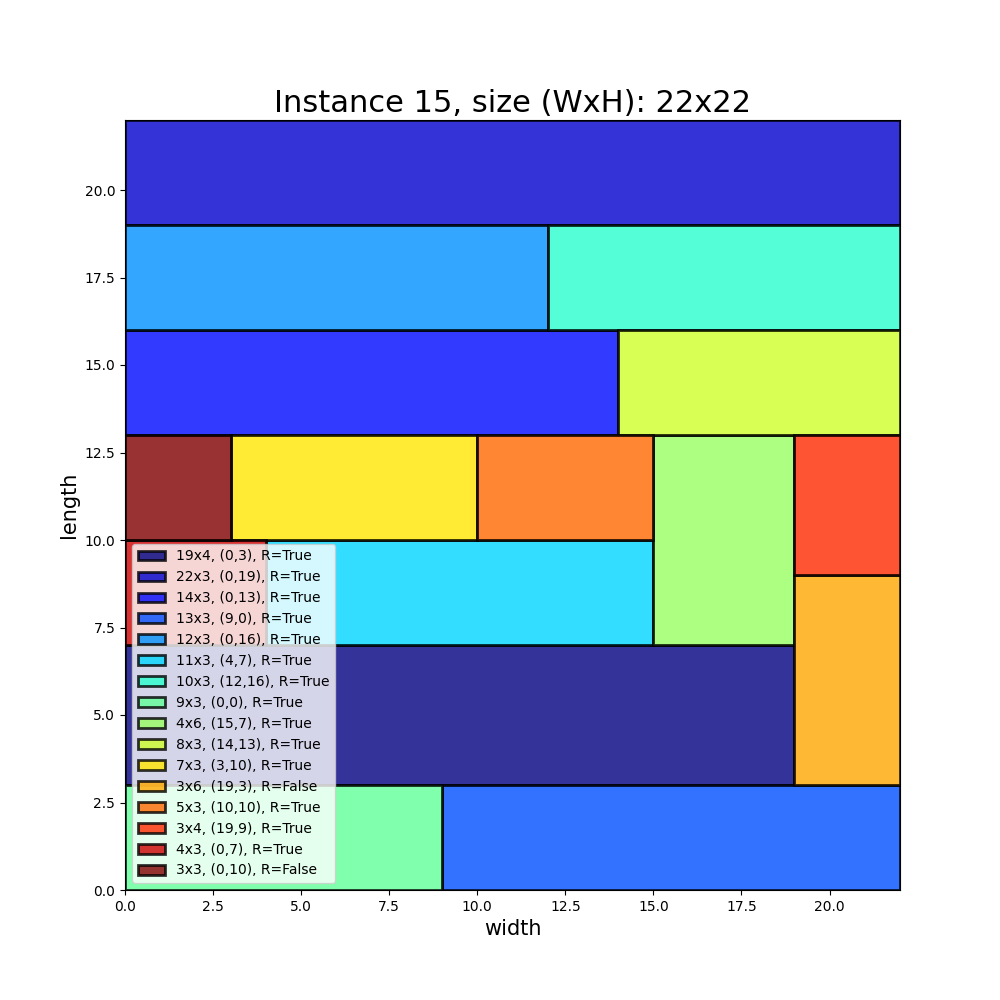 Instance 15, size (WxH): 22x22
20.0
17.5
15.0
12.5
10.0
7.5
5.0
2.5
0.0
length
19x4, (0,3), R=True
22x3, (0,19), R=True
14x3, (0,13), R=True
13x3, (9,0), R=True
12x3, (0,16), R=True
11x3, (4,7), R=True
10x3, (12,16), R=True
9x3, (0,0), R=True
4x6, (15,7), R=True
8x3, (14,13), R=True
7x3, (3,10), R=True
3x6, (19,3), R=False
5x3, (10,10), R=True
3x4, (19,9), R=True
4x3, (0,7), R=True
3x3, (0,10), R=False
0.0 2.5 5.0 7.5 10.0 12.5 15.0 17.5 20.0
width